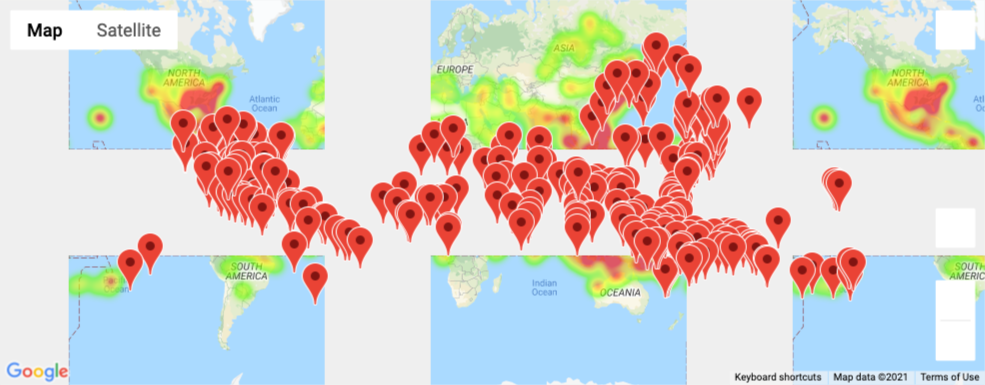 Map Satellite
NORTH
AMERICA
Atlantic
Ocean
EUROPE
ASIA
NORTH
AMERICA
SOUTH
AMERICA
Indian
Ocean
OCEANIA
SOUTH
Google
Keyboard shortcuts Map data ©2021 Terms of Use